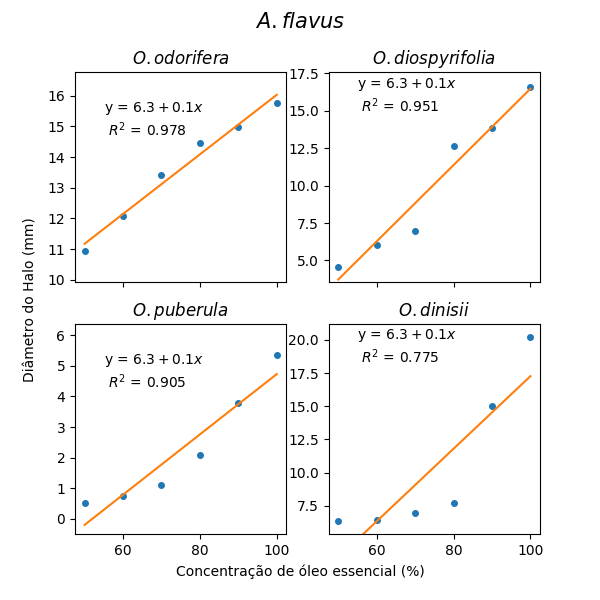 A. flavus
O. odorifera
O. diospyrifolia
y = 6.3 + 0.1x
R² = 0.978
16
15
14
13
12
11
10
y = 6.3 + 0.1x
R² = 0.951
17.5
15.0
12.5
10.0
7.5
5.0
Diâmetro do Halo (mm)
O. puberula
O. dinisii
y = 6.3 + 0.1x
R² = 0.905
6
5
4
3
2
1
0
60 80 100
y = 6.3 + 0.1x
R² = 0.775
20.0
17.5
15.0
12.5
10.0
7.5
60 80 100
Concentração de óleo essencial (%)